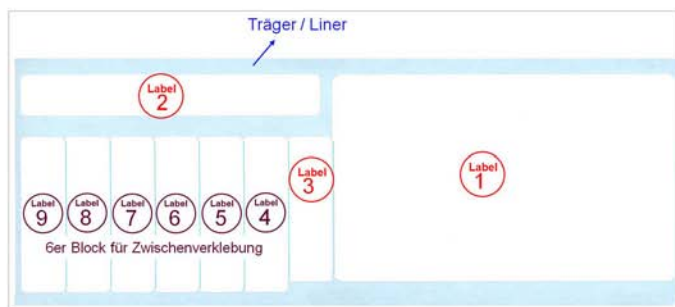 Träger / Liner
Label
2
Label
3
Label
1
Label
9
Label
8
Label
7
Label
6
Label
5
Label
4
6er Block für Zwischenverklebung